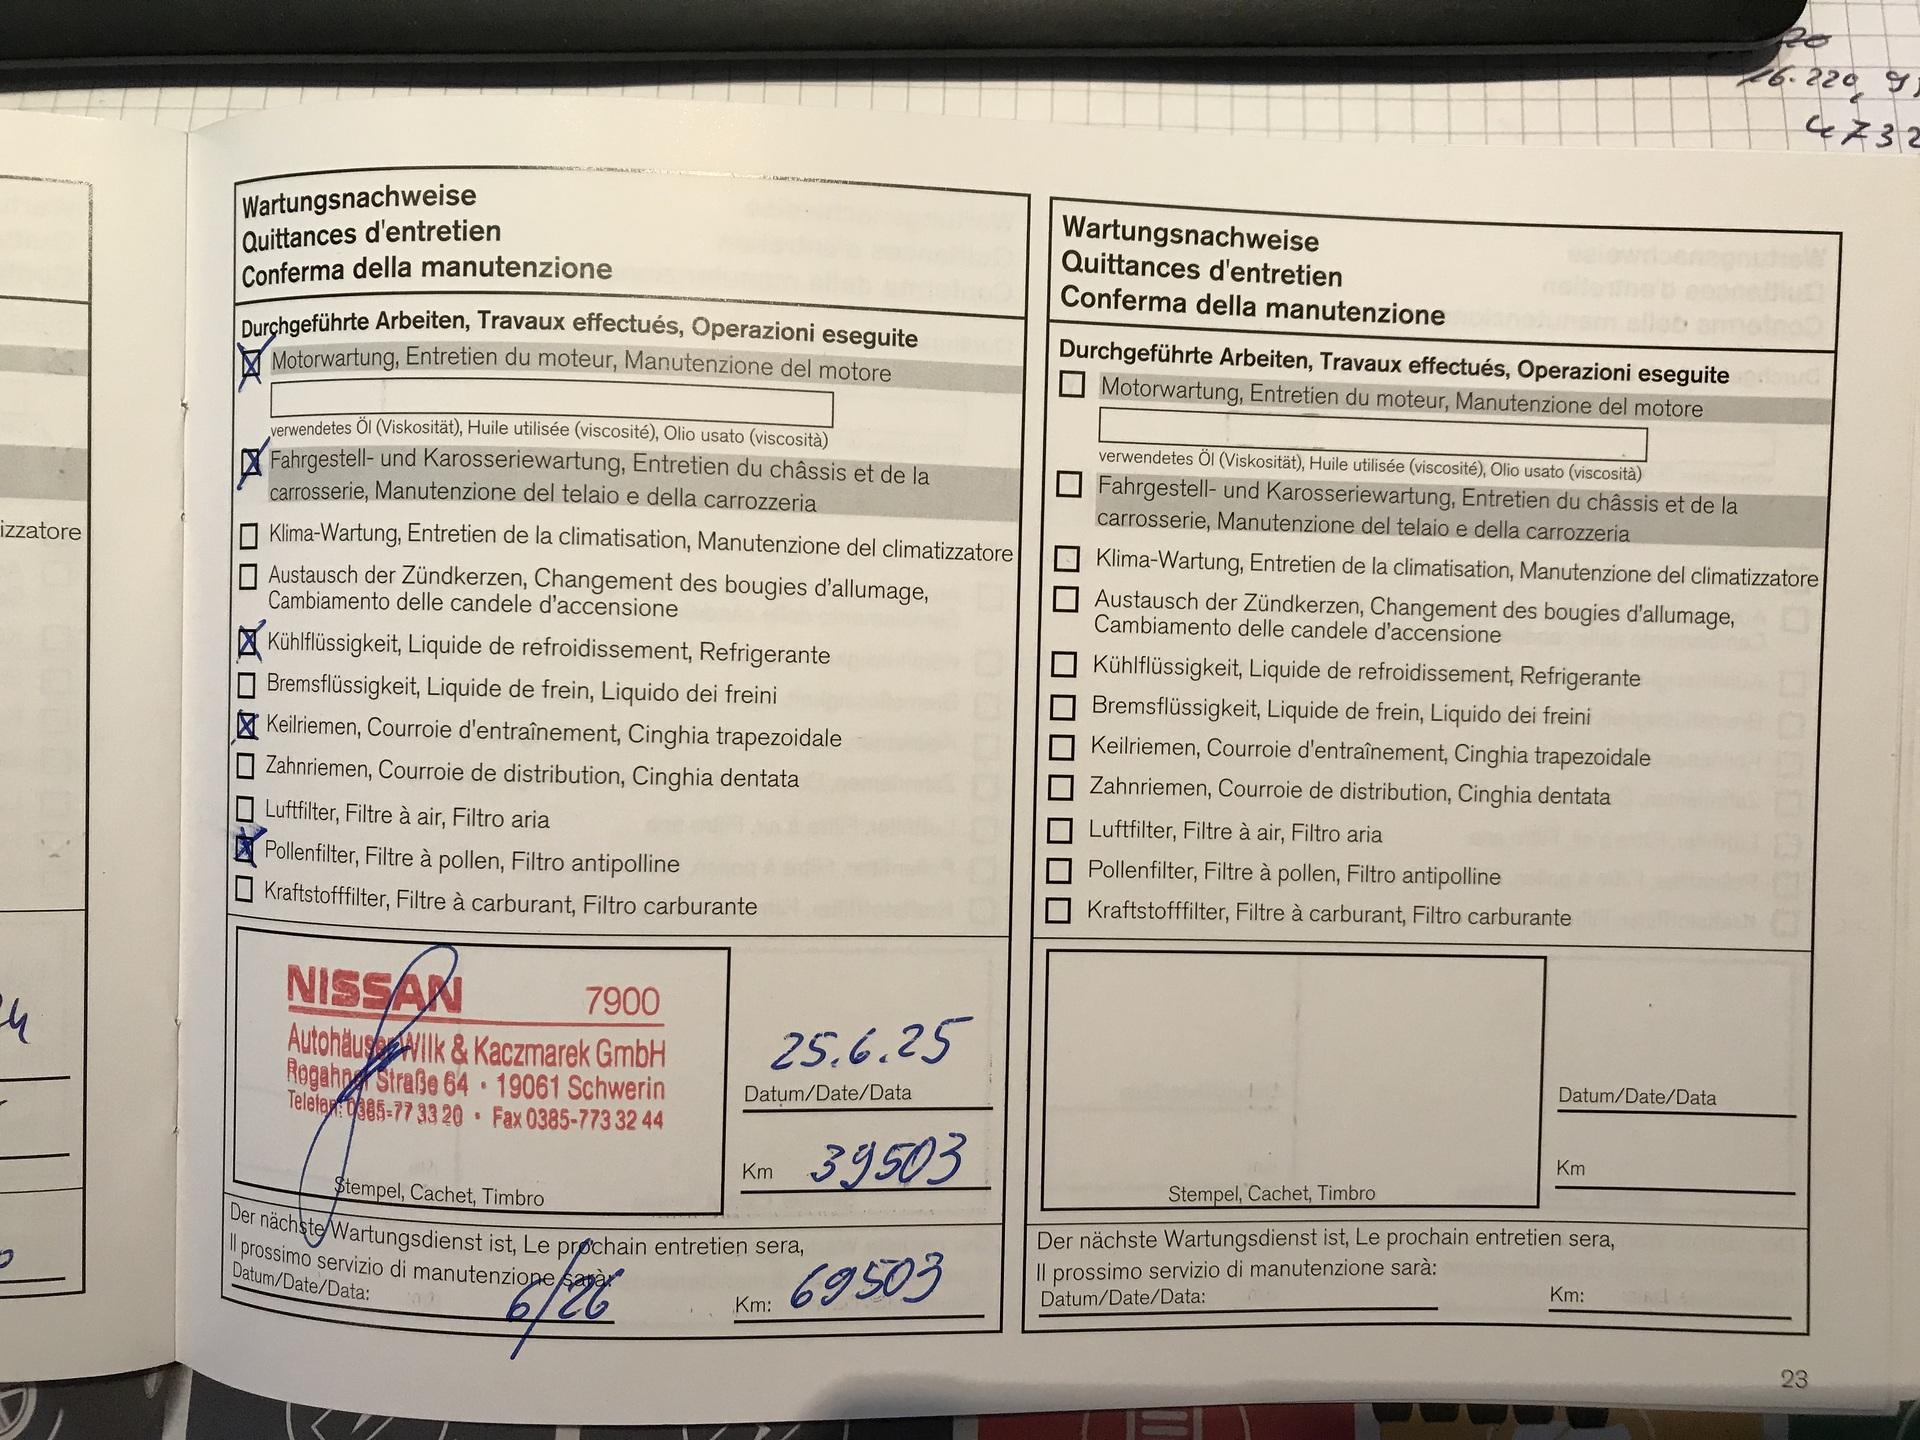 16.220, 9
4732
izzatore
Wartungsnachweise
Quittances d'entretien
Conferma della manutenzione
Durchgeführte Arbeiten, Travaux effectués, Operazioni eseguite
Motorwartung, Entretien du moteur, Manutenzione del motore
verwendetes Öl (Viskosität), Huile utilisée (viscosité), Olio usato (viscosità)
Fahrgestell- und Karosseriewartung, Entretien du châssis et de la
carrosserie, Manutenzione del telaio e della carrozzeria
Klima-Wartung, Entretien de la climatisation, Manutenzione del climatizzatore
Austausch der Zündkerzen, Changement des bougies d'allumage,
Cambiamento delle candele d'accensione
Kühlflüssigkeit, Liquide de refroidissement, Refrigerante
Bremsflüssigkeit, Liquide de frein, Liquido dei freini
Keilriemen, Courroie d'entraînement, Cinghia trapezoidale
Zahnriemen, Courroie de distribution, Cinghia dentata
Luftfilter, Filtre à air, Filtro aria
Pollenfilter, Filtre à pollen, Filtro antipolline
Kraftstofffilter, Filtre à carburant, Filtro carburante
NISSAN 7900
Autohäuser Wilk & Kaczmarek GmbH
Rogahner Straße 64 · 19061 Schwerin
Telefon: 0385-77 33 20 · Fax 0385-773 32 44
Stempel, Cachet, Timbro
25.6.25
Datum/Date/Data
Km 39503
Der nächste Wartungsdienst ist, Le prochain entretien sera,
Il prossimo servizio di manutenzione sarà:
Datum/Date/Data: 6/26 Km: 69503
Wartungsnachweise
Quittances d'entretien
Conferma della manutenzione
Durchgeführte Arbeiten, Travaux effectués, Operazioni eseguite
Motorwartung, Entretien du moteur, Manutenzione del motore
verwendetes Öl (Viskosität), Huile utilisée (viscosité), Olio usato (viscosità)
Fahrgestell- und Karosseriewartung, Entretien du châssis et de la
carrosserie, Manutenzione del telaio e della carrozzeria
Klima-Wartung, Entretien de la climatisation, Manutenzione del climatizzatore
Austausch der Zündkerzen, Changement des bougies d'allumage,
Cambiamento delle candele d'accensione
Kühlflüssigkeit, Liquide de refroidissement, Refrigerante
Bremsflüssigkeit, Liquide de frein, Liquido dei freini
Keilriemen, Courroie d'entraînement, Cinghia trapezoidale
Zahnriemen, Courroie de distribution, Cinghia dentata
Luftfilter, Filtre à air, Filtro aria
Pollenfilter, Filtre à pollen, Filtro antipolline
Kraftstofffilter, Filtre à carburant, Filtro carburante
Stempel, Cachet, Timbro
Datum/Date/Data
Km
Der nächste Wartungsdienst ist, Le prochain entretien sera,
Il prossimo servizio di manutenzione sarà:
Datum/Date/Data: Km:
23